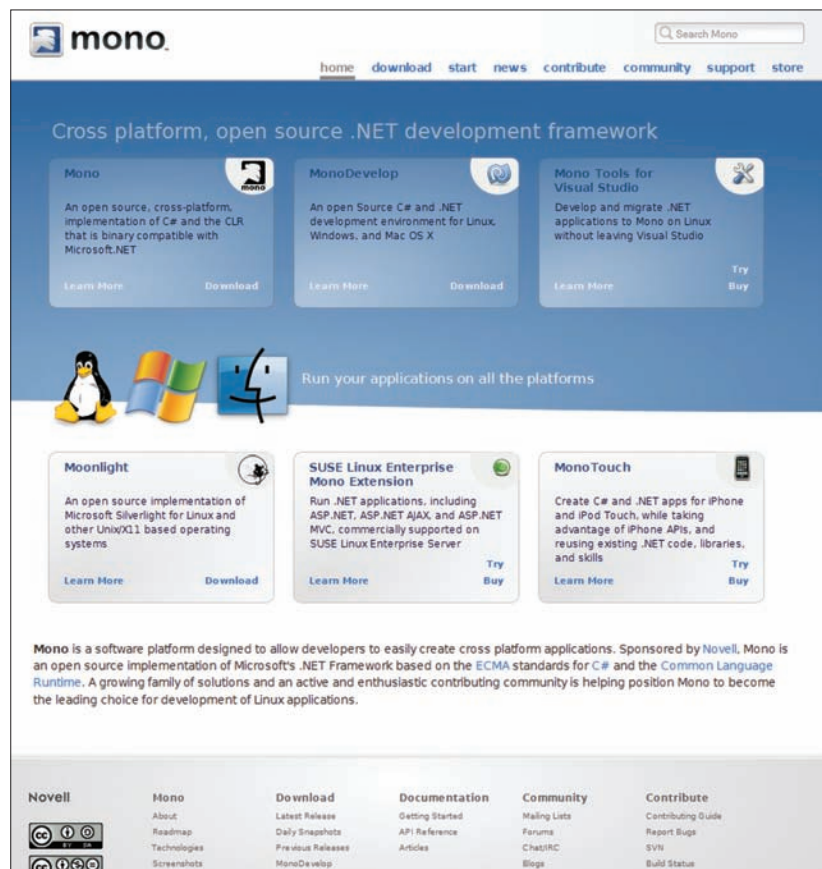 mono
Search Mono
home download start news contribute community support store
Cross platform, open source .NET development framework
Mono
mono
An open source, cross-platform,
implementation of C# and the CLR
that is binary compatible with
Microsoft.NET
Learn More Download
MonoDevelop
An open Source C# and .NET
development environment for Linux,
Windows, and Mac OS X
Learn More Download
Mono Tools for
Visual Studio
Develop and migrate .NET
applications to Mono on Linux
without leaving Visual Studio
Try
Learn More Buy
Run your applications on all the platforms
Moonlight
An open source implementation of
Microsoft Silverlight for Linux and
other Unix/X11 based operating
systems
Learn More Download
SUSE Linux Enterprise
Mono Extension
Run .NET applications, including
ASP.NET, ASP.NET AJAX, and ASP.NET
MVC, commercially supported on
SUSE Linux Enterprise Server
Try
Learn More Buy
MonoTouch
Create C# and .NET apps for iPhone
and iPod Touch, while taking
advantage of iPhone APIs, and
reusing existing .NET code, libraries,
and skills
Try
Learn More Buy
Mono is a software platform designed to allow developers to easily create cross platform applications. Sponsored by Novell, Mono is
an open source implementation of Microsoft's .NET Framework based on the ECMA standards for C# and the Common Language
Runtime. A growing family of solutions and an active and enthusiastic contributing community is helping position Mono to become
the leading choice for development of Linux applications.
Novell
cc
BY SA
cc
Mono
About
Roadmap
Technologies
Screenshots
Download
Latest Release
Daily Snapshots
Previous Releases
MonoDevelop
Documentation
Getting Started
API Reference
Articles
Community
Mailing Lists
Forums
Chat/IRC
Blogs
Contribute
Contributing Guide
Report Bugs
SVN
Build Status